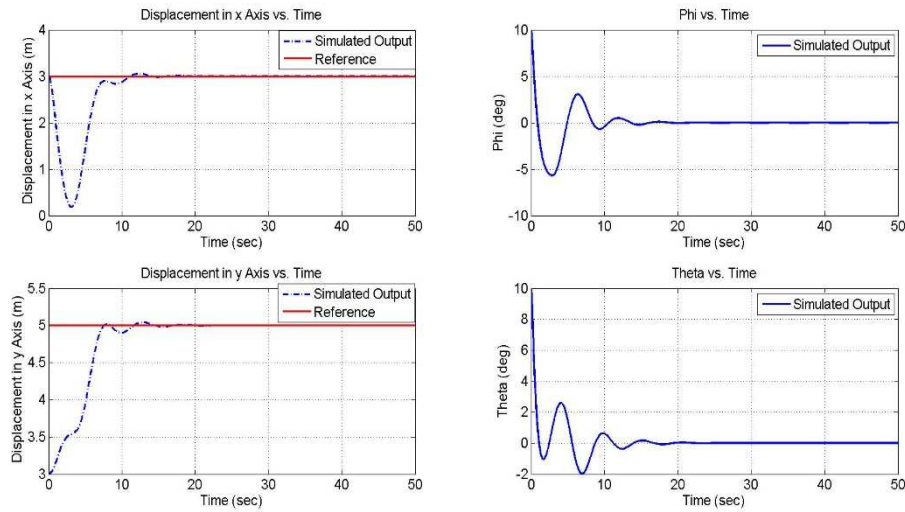 Displacement in x Axis vs. Time
Displacement in x Axis (m)
4
3
2
1
0
0 10 20 30 40 50
Time (sec)
Simulated Output
Reference
Phi vs. Time
Phi (deg)
10
5
0
-5
-10
0 10 20 30 40 50
Time (sec)
Simulated Output
Displacement in y Axis vs. Time
Displacement in y Axis (m)
5.5
5
4.5
4
3.5
3
0 10 20 30 40 50
Time (sec)
Simulated Output
Reference
Theta vs. Time
Theta (deg)
10
8
6
4
2
0
-2
0 10 20 30 40 50
Time (sec)
Simulated Output